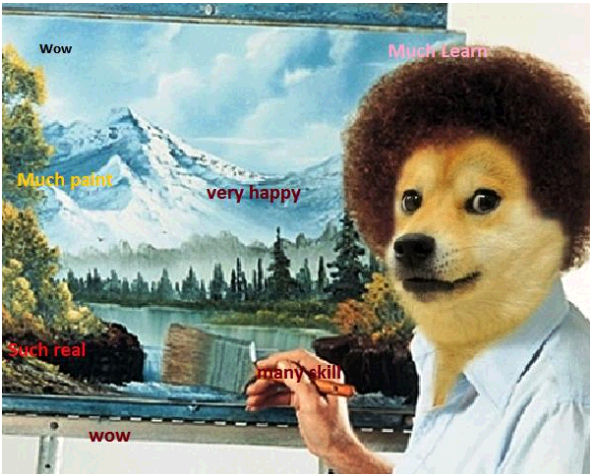 Wow
Much Learn
Much paint
very happy
Such real
many skill
wow